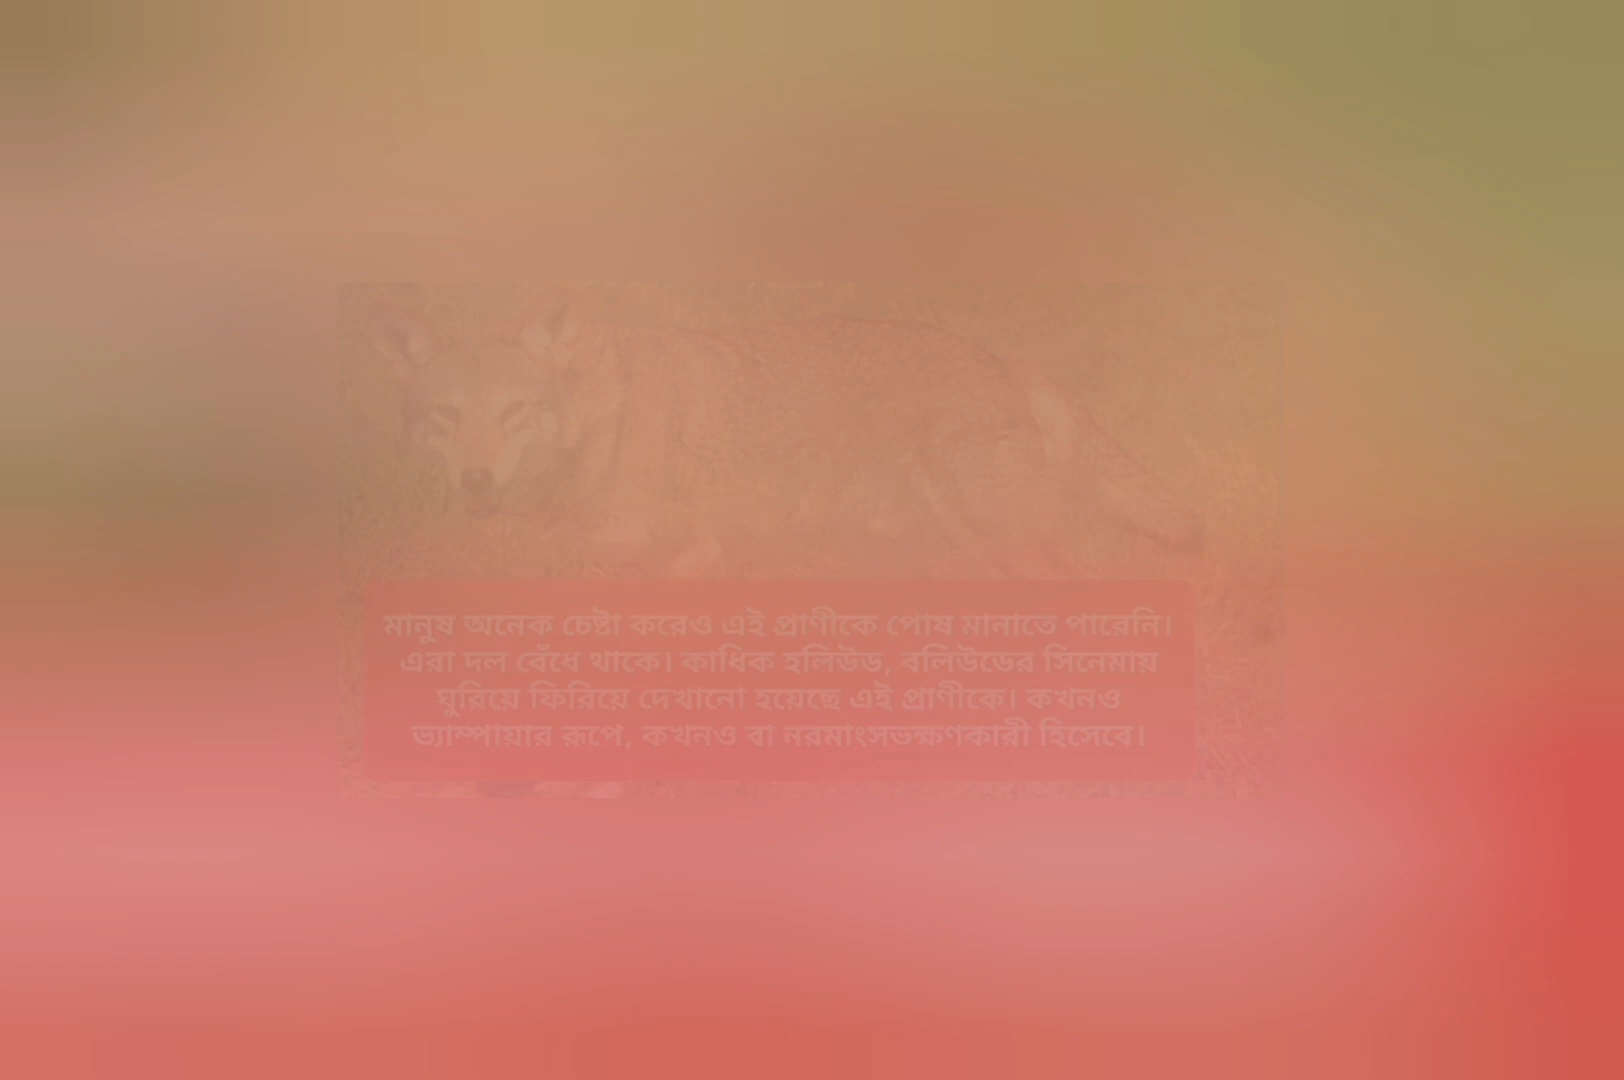 মানুষ অনেক চেষ্টা করেও এই প্রাণীকে পোষ মানাতে পারেনি।
এরা দল বেঁধে থাকে। কাধিক হলিউড, বলিউডের সিনেমায়
ঘুরিয়ে ফিরিয়ে দেখানো হয়েছে এই প্রাণীকে। কখনও
ভ্যাম্পায়ার রূপে, কখনও বা নরমাংসভক্ষণকারী হিসেবে।